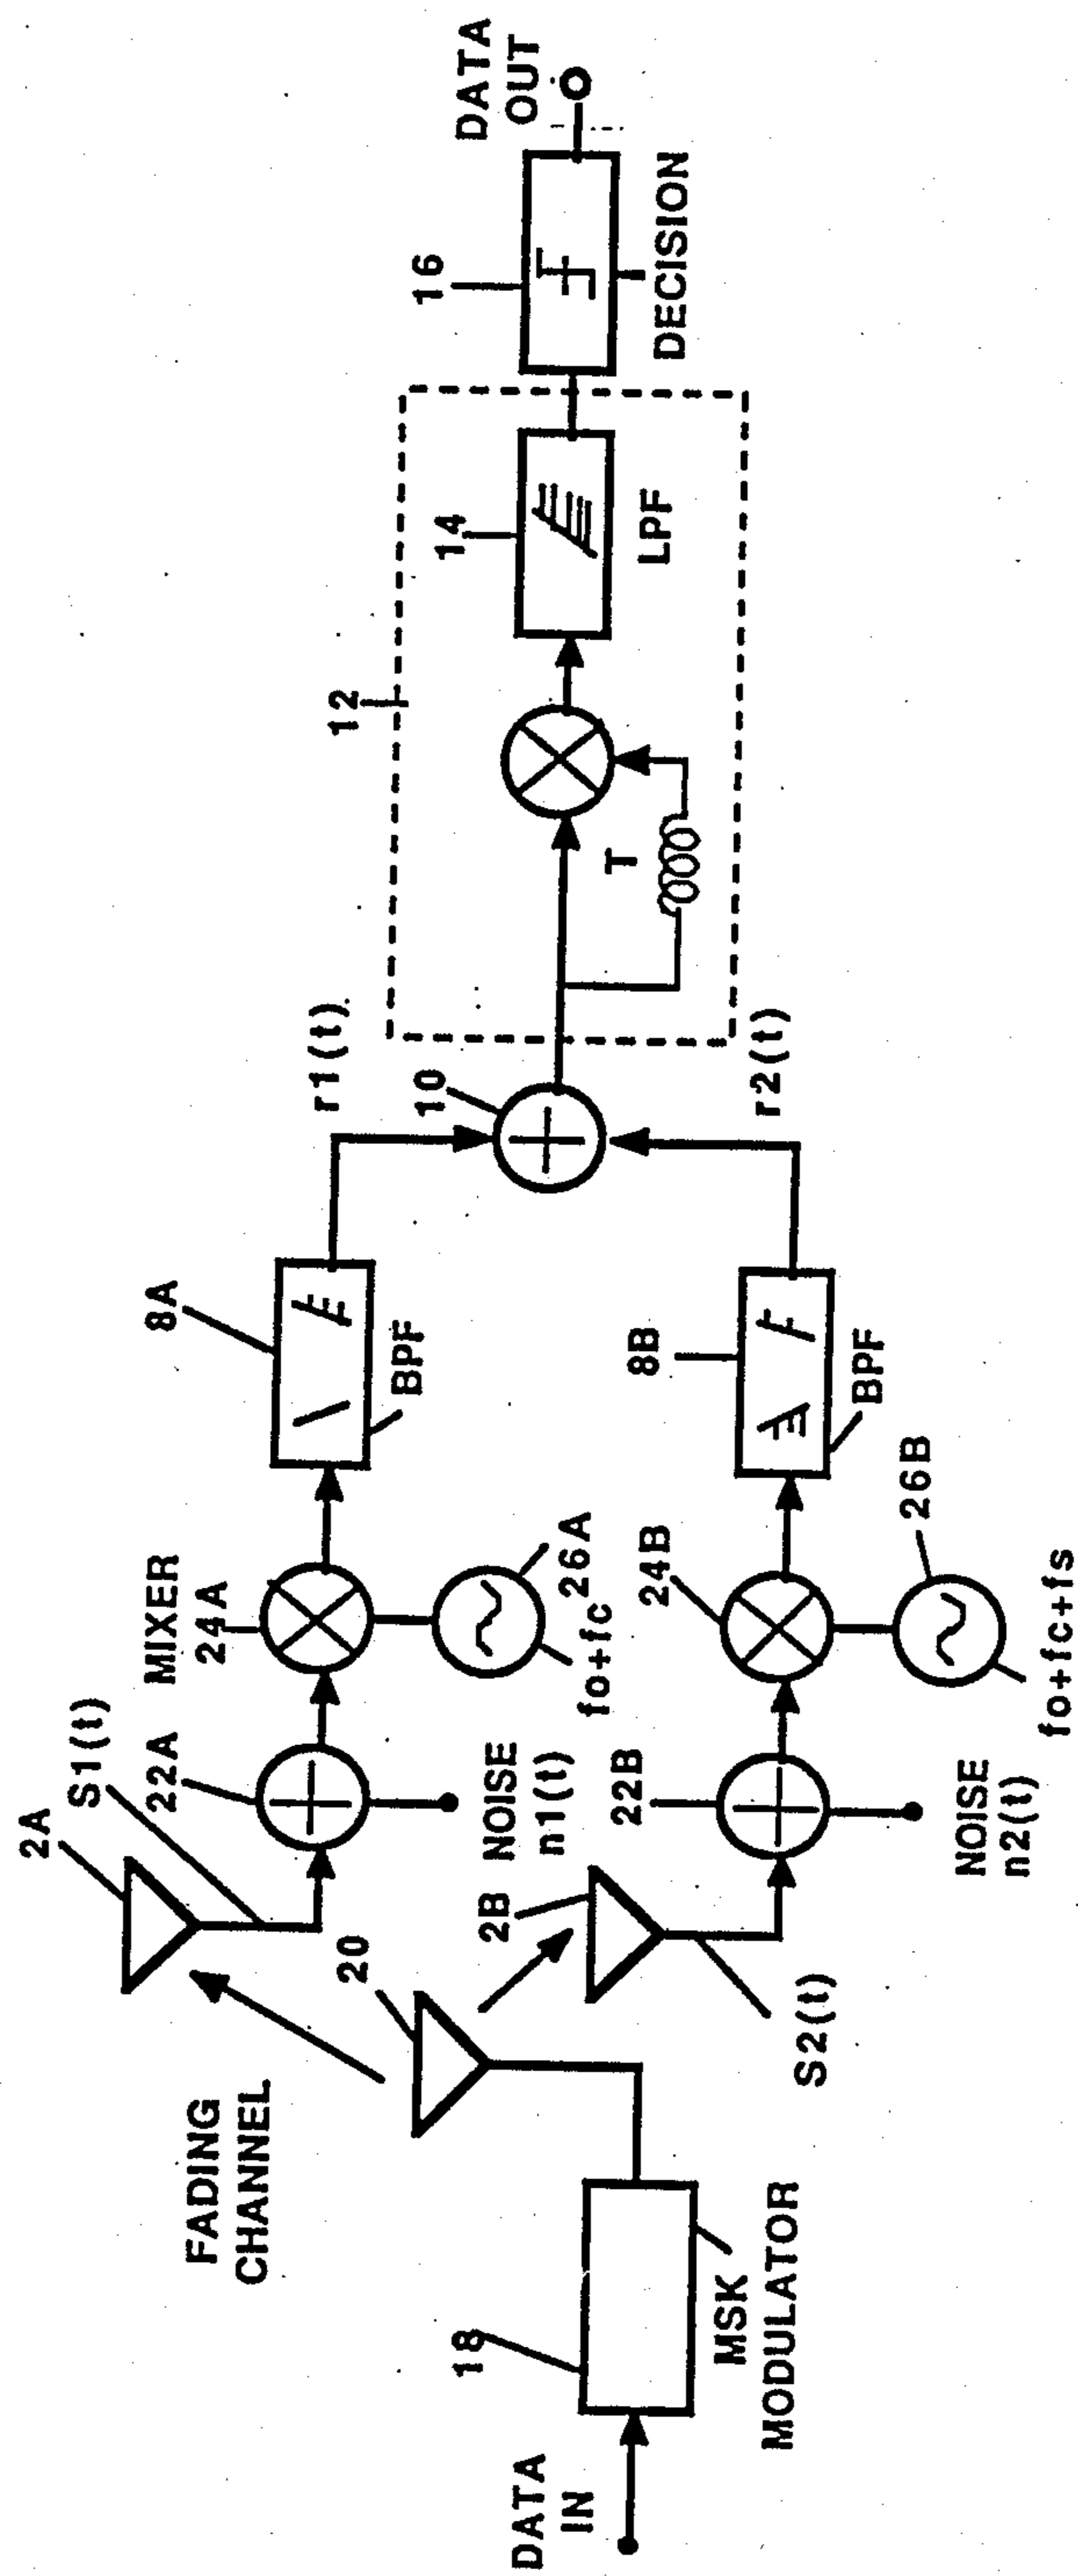 DATA
IN
18
MSK
MODULATOR
FADING
CHANNEL
20
2A
S1(t)
2B
S2(t)
22A
NOISE
n1(t)
22B
NOISE
n2(t)
MIXER
24A
26A
fo+fc
24B
26B
fo+fc+fs
8A
BPF
8B
BPF
r1(t)
10
r2(t)
12
T
14
LPF
16
DECISION
DATA
OUT